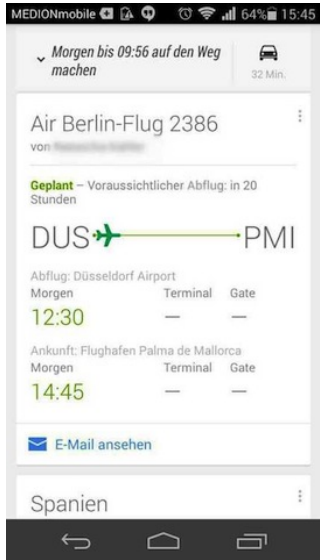 MEDIONmobile 64% 15:45
Morgen bis 09:56 auf den Weg
machen
32 Min.
Air Berlin-Flug 2386
von
Geplant – Voraussichtlicher Abflug: in 20
Stunden
DUS PMI
Abflug: Düsseldorf Airport
Morgen Terminal Gate
12:30 — —
Ankunft: Flughafen Palma de Mallorca
Morgen Terminal Gate
14:45 — —
E-Mail ansehen
Spanien